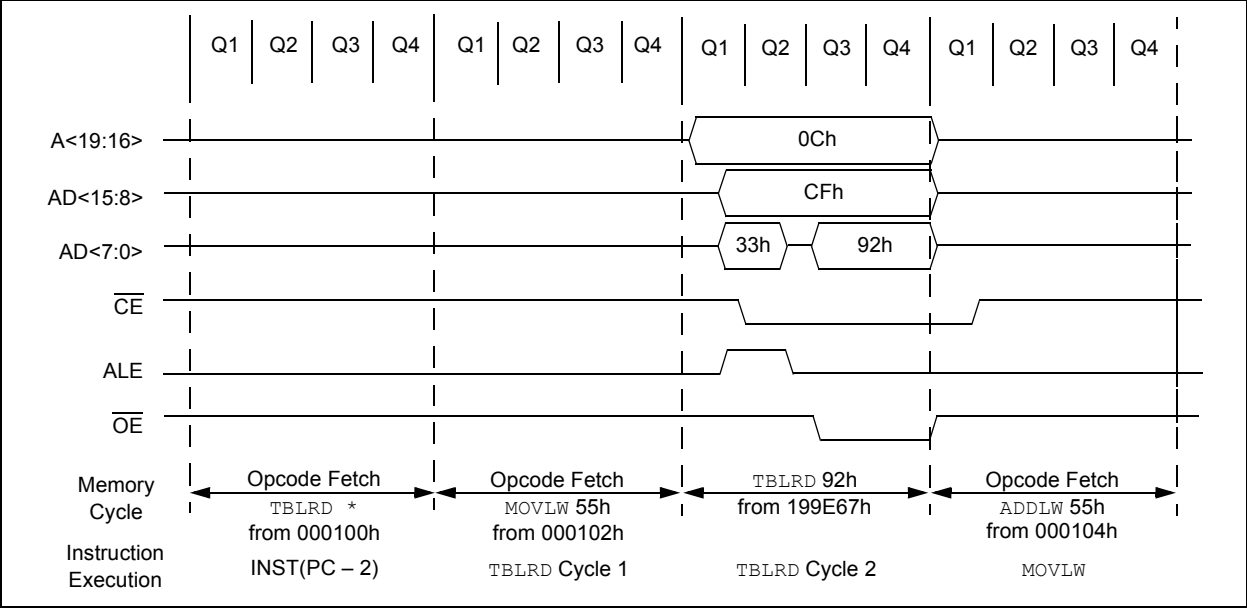 Q1 Q2 Q3 Q4 Q1 Q2 Q3 Q4 Q1 Q2 Q3 Q4 Q1 Q2 Q3 Q4
A<19:16> 0Ch
AD<15:8> CFh
AD<7:0> 33h 92h
CE
ALE
OE
Memory Cycle
Opcode Fetch
TBLRD *
from 000100h
Opcode Fetch
MOVLW 55h
from 000102h
TBLRD 92h
from 199E67h
Opcode Fetch
ADDLW 55h
from 000104h
Instruction Execution
INST(PC – 2)
TBLRD Cycle 1
TBLRD Cycle 2
MOVLW